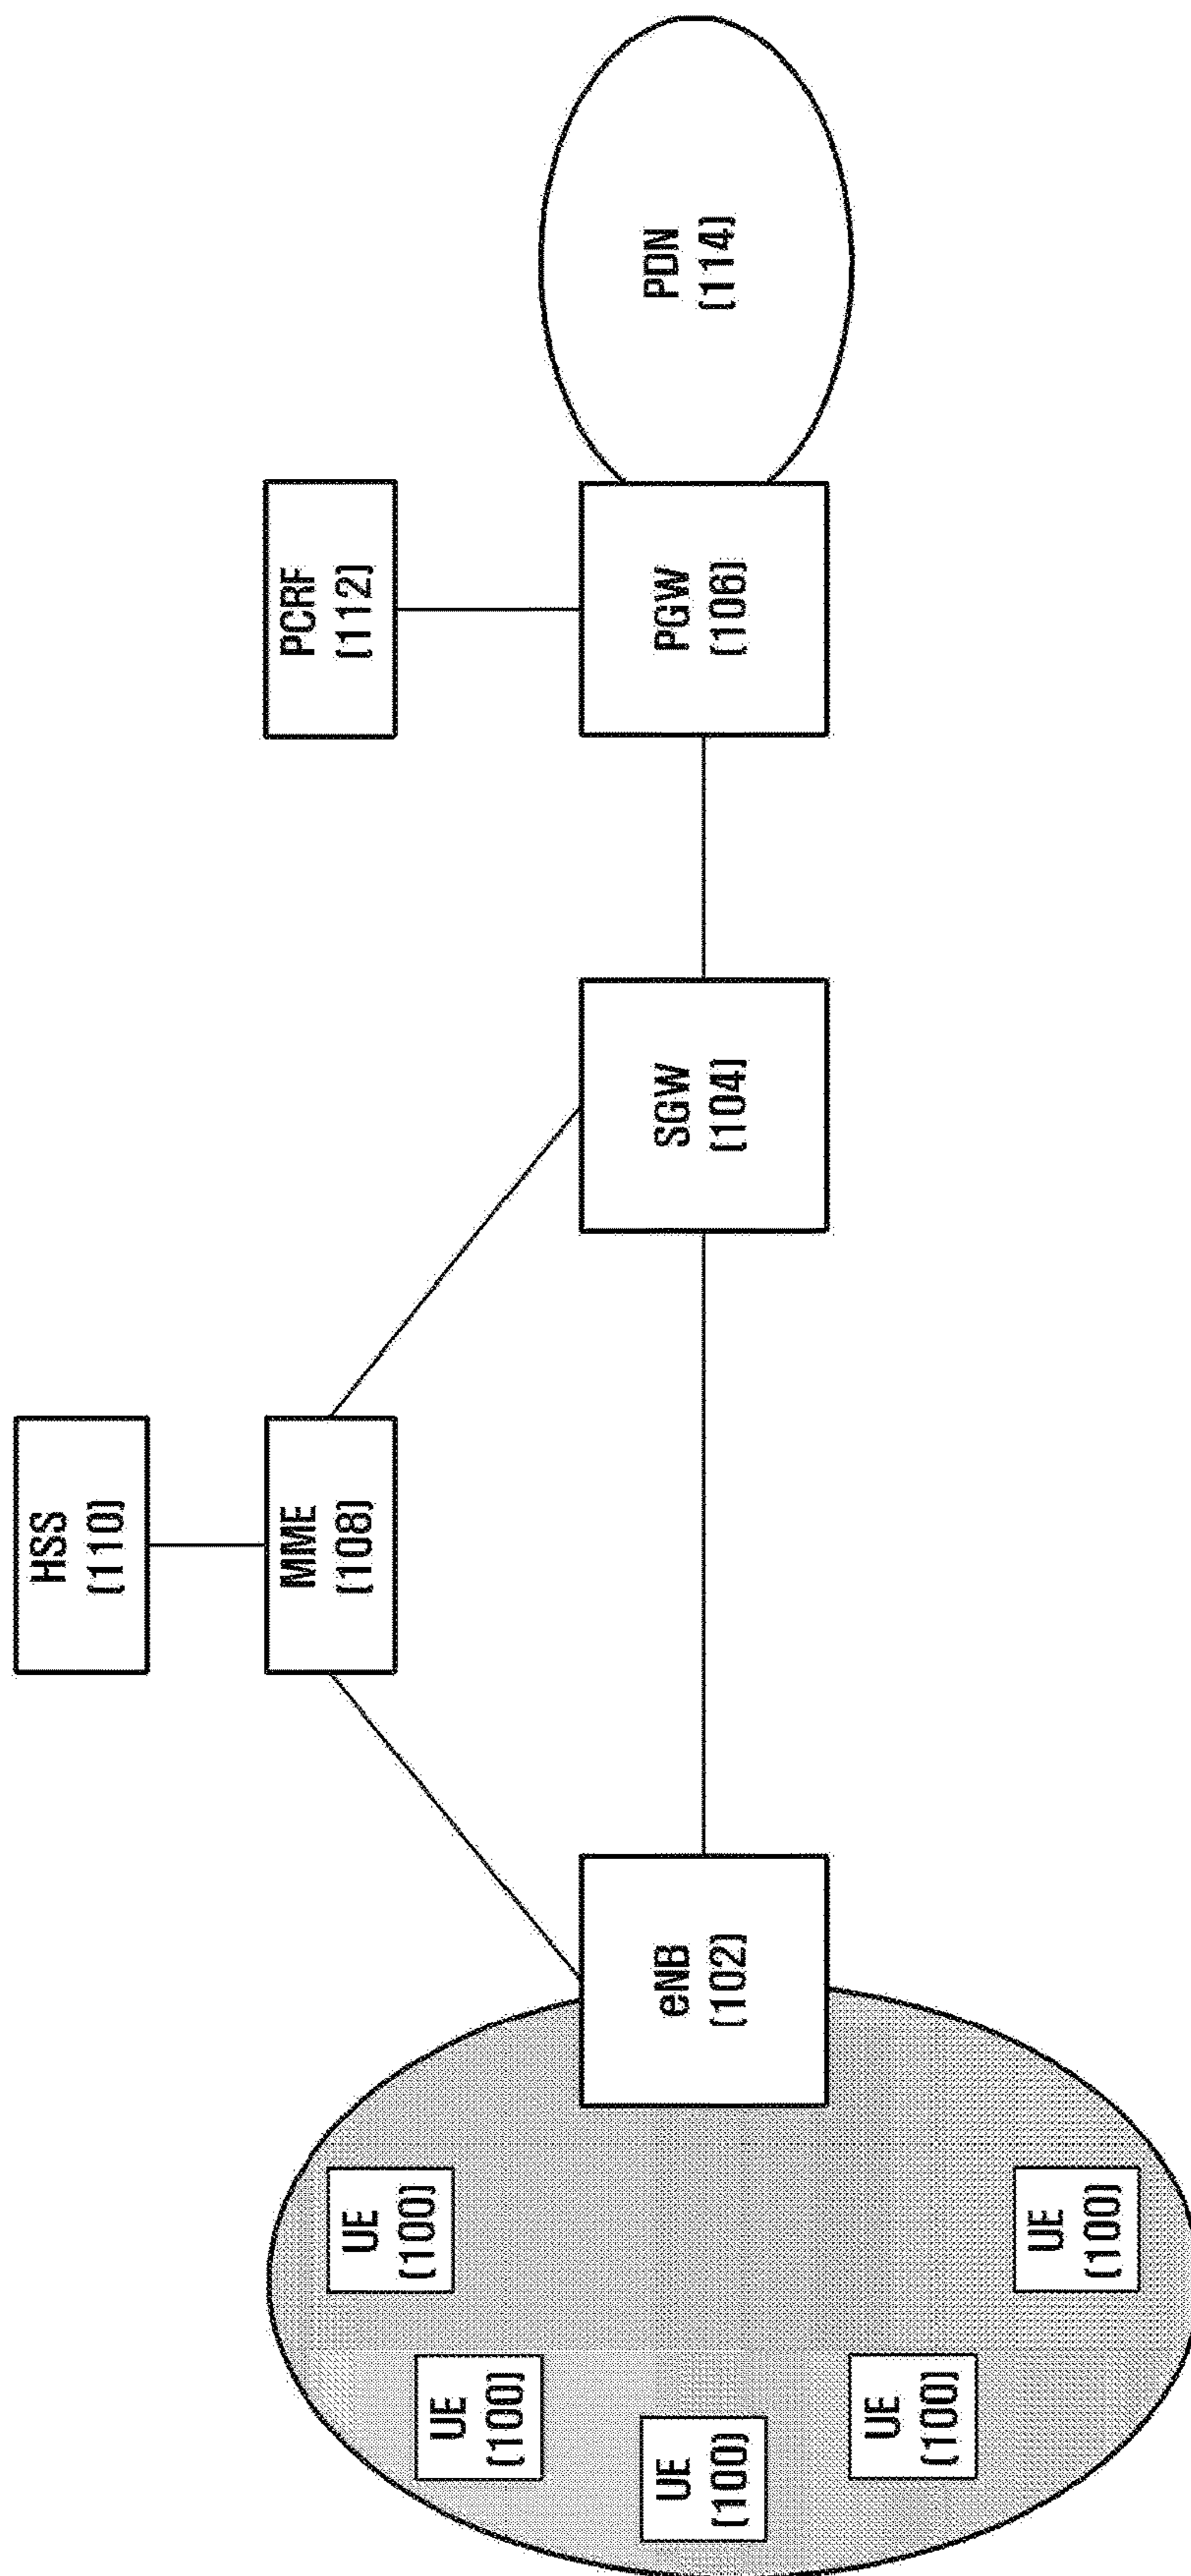 HSS
(110)
MME
(108)
PCRF
(112)
UE
(100)
UE
(100)
UE
(100)
UE
(100)
UE
(100)
eNB
(102)
SGW
(104)
PGW
(106)
PDN
(114)